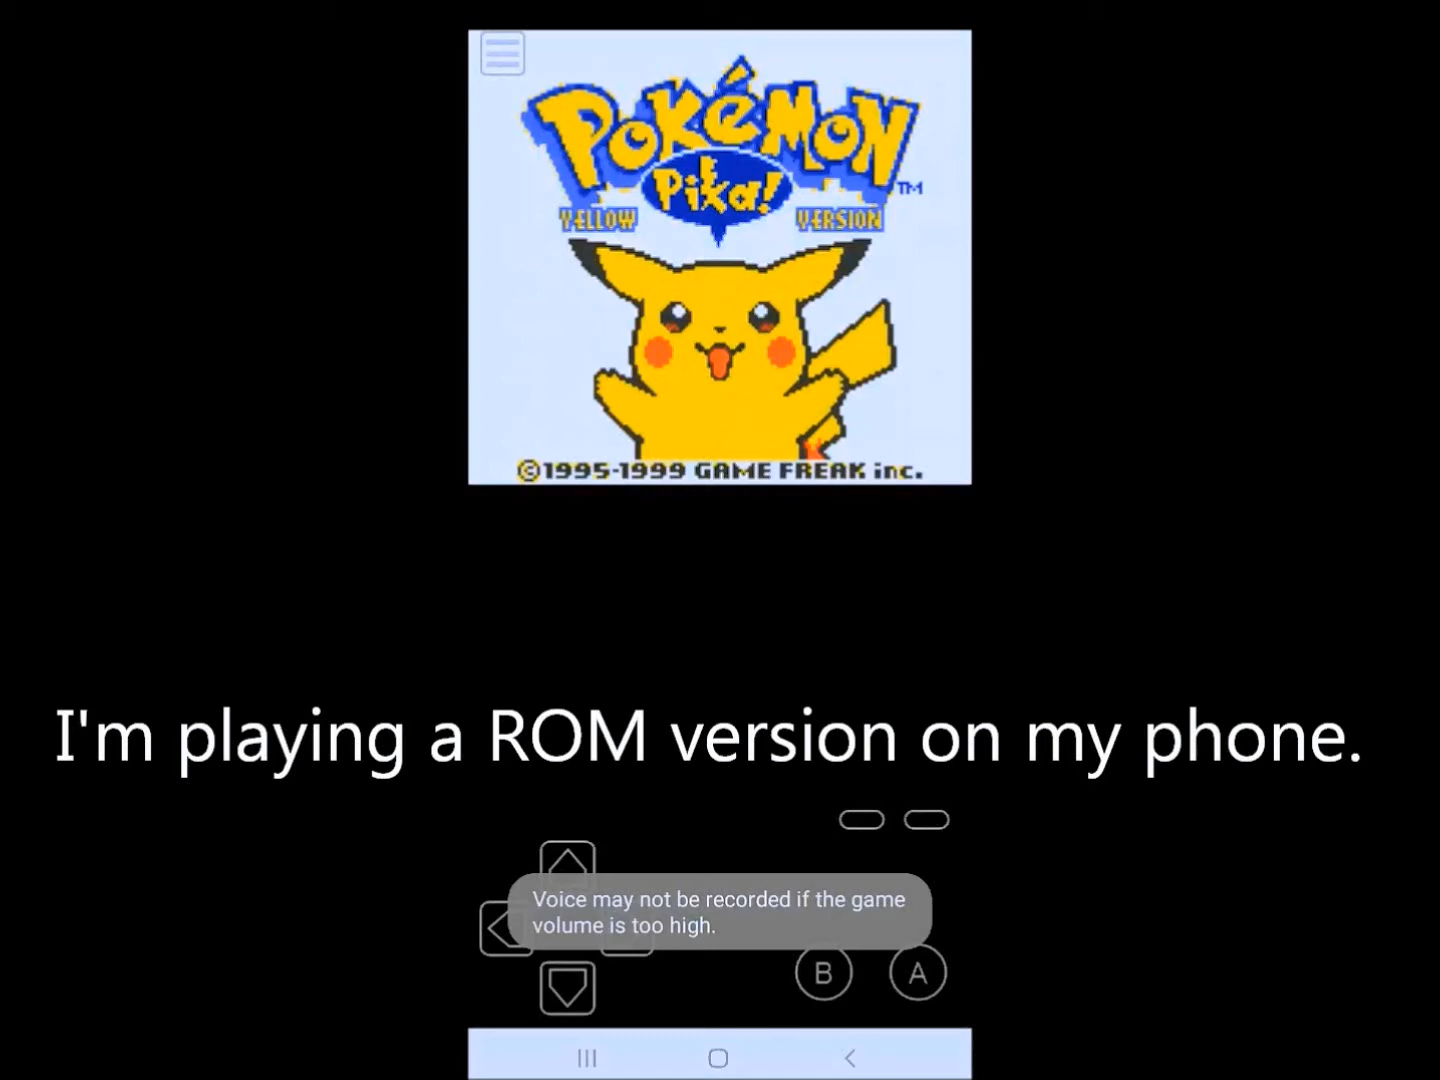 POKéMON
TM
Pika!
YELLOW VERSION
©1995-1999 GAME FREAK inc.
I'm playing a ROM version on my phone.
Voice may not be recorded if the game
volume is too high.
B A